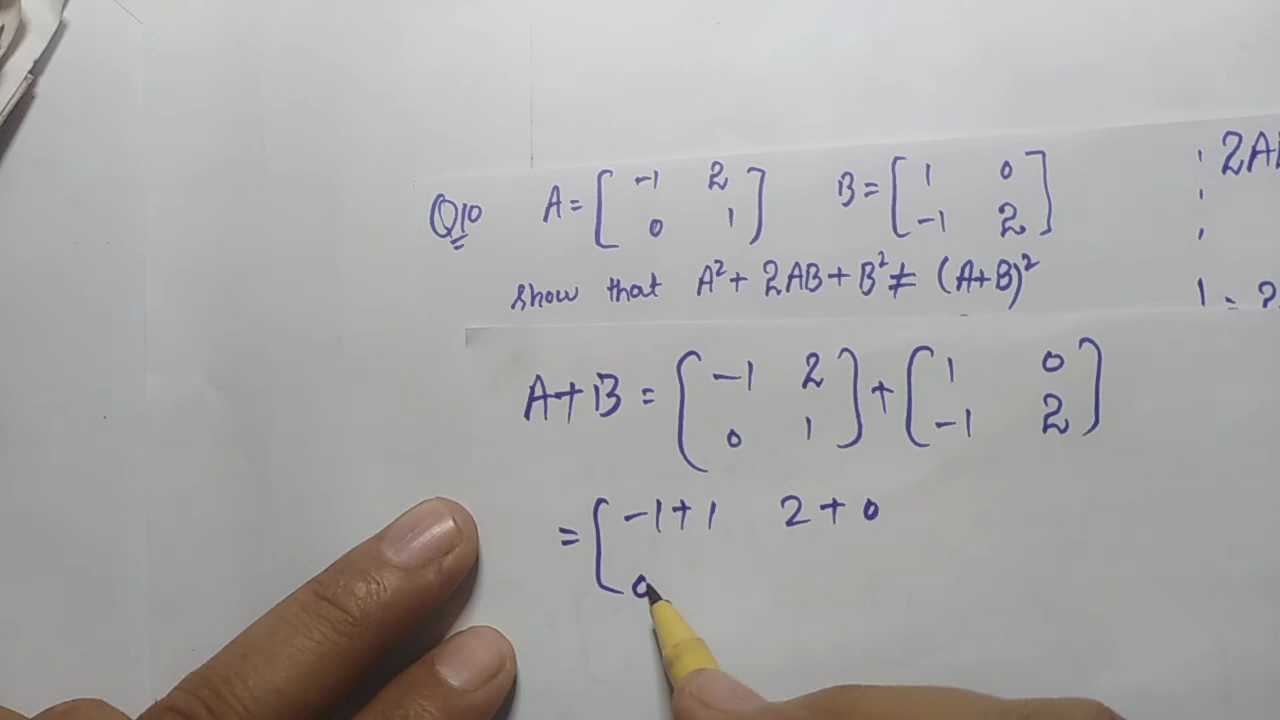 Q10 A = [ -1 2 B = [ 1 0
0 1 ] -1 2 ]
show that A² + 2AB + B² ≠ (A+B)²
A+B = [ -1 2 ] + [ 1 0 ]
0 1 -1 2
= [ -1+1 2+0
0
2A
1 =